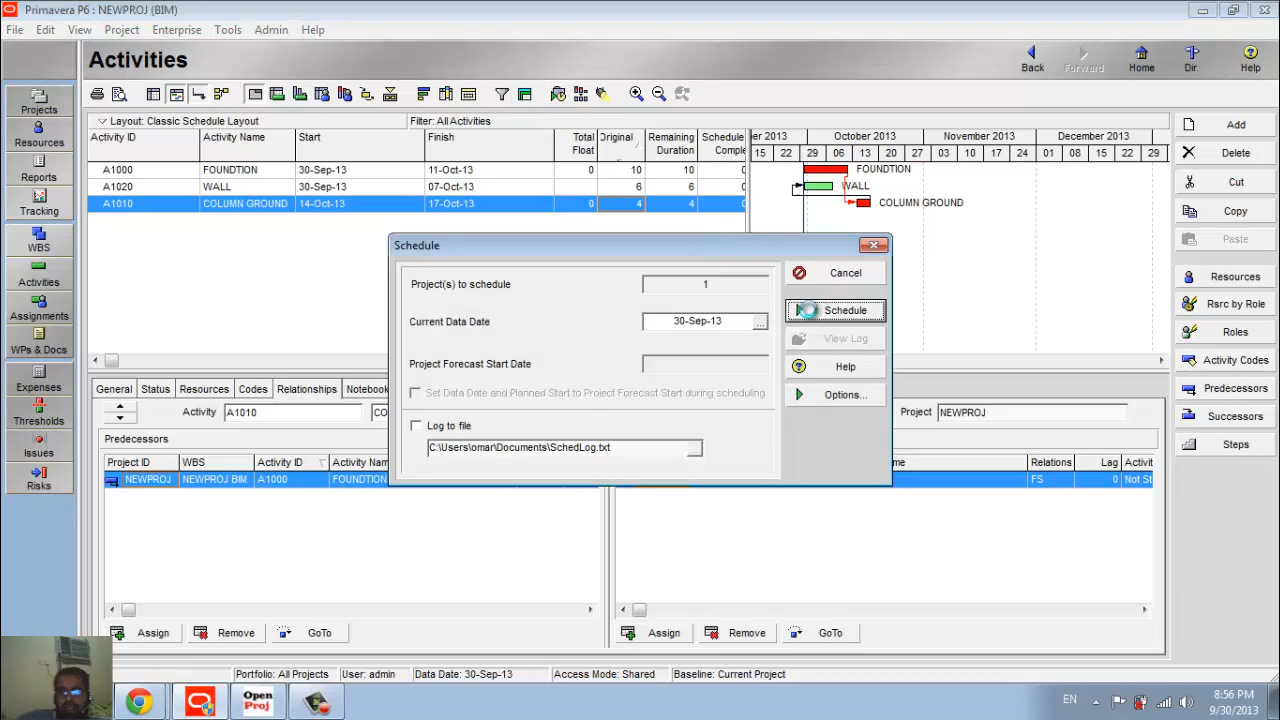 Primavera P6 : NEWPROJ (BIM)
File Edit View Project Enterprise Tools Admin Help
Activities
Back Forward Home Dir. Help
Layout: Classic Schedule Layout Filter: All Activities
Activity ID Activity Name Start Finish Total Float Original Remaining Duration Schedule Comple
er 2013 October 2013 November 2013 December 2013
15 22 29 06 13 20 27 03 10 17 24 01 08 15 22 29
A1000 FOUNDTION 30-Sep-13 11-Oct-13 10 10 FOUNDTION
A1020 WALL 30-Sep-13 07-Oct-13 6 6 WALL
A1010 COLUMN GROUND 14-Oct-13 17-Oct-13 0 4 4 COLUMN GROUND
Projects
Resources
Reports
Tracking
WBS
Activities
Assignments
WPs & Docs
Expenses
Thresholds
Issues
Risks
Schedule
Project(s) to schedule 1
Current Data Date 30-Sep-13 ...
Project Forecast Start Date
Set Data Date and Planned Start to Project Forecast Start during scheduling
Log to file
C:\Users\omar\Documents\SchedLog.txt
Cancel
Schedule
View Log
Help
Options...
Add
Delete
Cut
Copy
Paste
Resources
Rsrc by Role
Roles
Activity Codes
Predecessors
Successors
Steps
General Status Resources Codes Relationships Notebook
Activity A1010 CO Project NEWPROJ
Predecessors
Project ID WBS Activity ID Activity Nam
NEWPROJ NEWPROJ BIM A1000 FOUNDTION
me Relations Lag Activit
FS 0 Not St
Assign Remove GoTo Assign Remove GoTo
Portfolio: All Projects User: admin Data Date: 30-Sep-13 Access Mode: Shared Baseline: Current Project
Open
Proj
EN
8:56 PM
9/30/2013